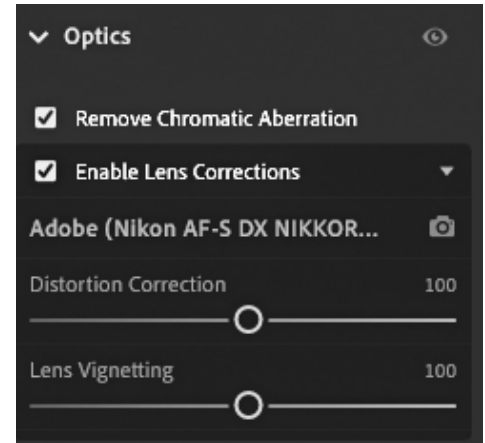 Optics
Remove Chromatic Aberration
Enable Lens Corrections
Adobe (Nikon AF-S DX NIKKOR...
Distortion Correction 100
Lens Vignetting 100